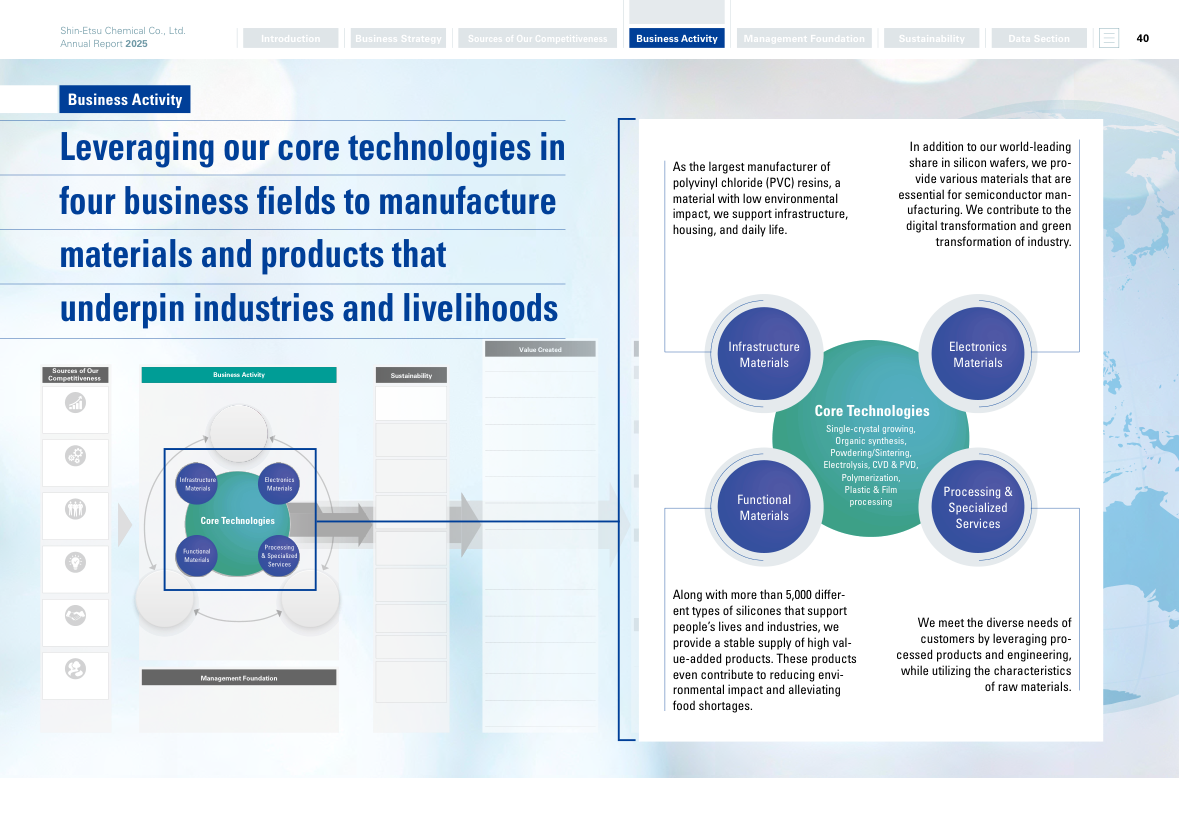 Shin-Etsu Chemical Co., Ltd.
Annual Report 2025
Introduction
Business Strategy
Sources of Our Competitiveness
Business Activity
Management Foundation
Sustainability
Data Section
40
Business Activity
Leveraging our core technologies in
four business fields to manufacture
materials and products that
underpin industries and livelihoods
Sources of Our
Competitiveness
Business Activity
Infrastructure
Materials
Electronics
Materials
Core Technologies
Functional
Materials
Processing
& Specialized
Services
Management Foundation
Sustainability
Value Created
As the largest manufacturer of
polyvinyl chloride (PVC) resins, a
material with low environmental
impact, we support infrastructure,
housing, and daily life.
In addition to our world-leading
share in silicon wafers, we pro-
vide various materials that are
essential for semiconductor man-
ufacturing. We contribute to the
digital transformation and green
transformation of industry.
Infrastructure
Materials
Electronics
Materials
Core Technologies
Single-crystal growing,
Organic synthesis,
Powdering/Sintering,
Electrolysis, CVD & PVD,
Polymerization,
Plastic & Film
processing
Functional
Materials
Processing &
Specialized
Services
Along with more than 5,000 differ-
ent types of silicones that support
people's lives and industries, we
provide a stable supply of high val-
ue-added products. These products
even contribute to reducing envi-
ronmental impact and alleviating
food shortages.
We meet the diverse needs of
customers by leveraging pro-
cessed products and engineering,
while utilizing the characteristics
of raw materials.